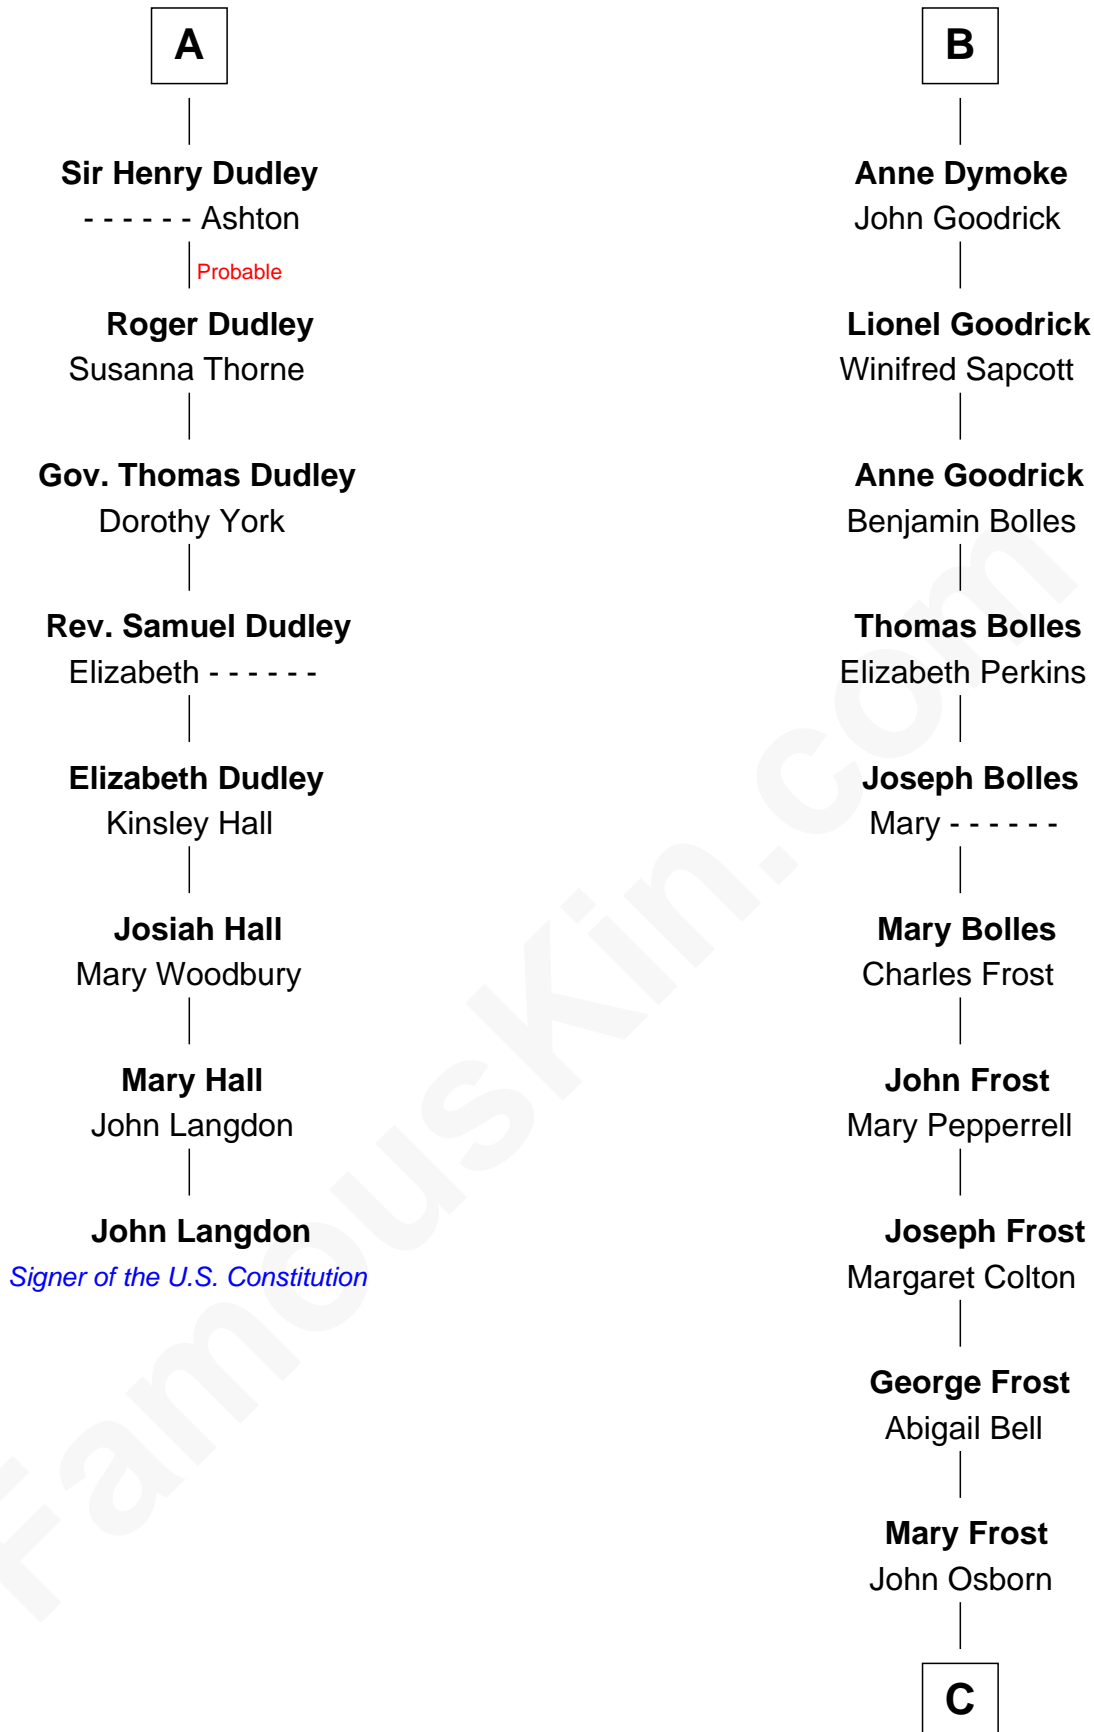 A
Sir Henry Dudley
- - - - - - Ashton
Probable
Roger Dudley
Susanna Thorne
Gov. Thomas Dudley
Dorothy York
Rev. Samuel Dudley
Elizabeth - - - - - -
Elizabeth Dudley
Kinsley Hall
Josiah Hall
Mary Woodbury
Mary Hall
John Langdon
John Langdon
Signer of the U.S. Constitution
B
Anne Dymoke
John Goodrick
Lionel Goodrick
Winifred Sapcott
Anne Goodrick
Benjamin Bolles
Thomas Bolles
Elizabeth Perkins
Joseph Bolles
Mary - - - - - -
Mary Bolles
Charles Frost
John Frost
Mary Pepperrell
Joseph Frost
Margaret Colton
George Frost
Abigail Bell
Mary Frost
John Osborn
C
FamousKin.com